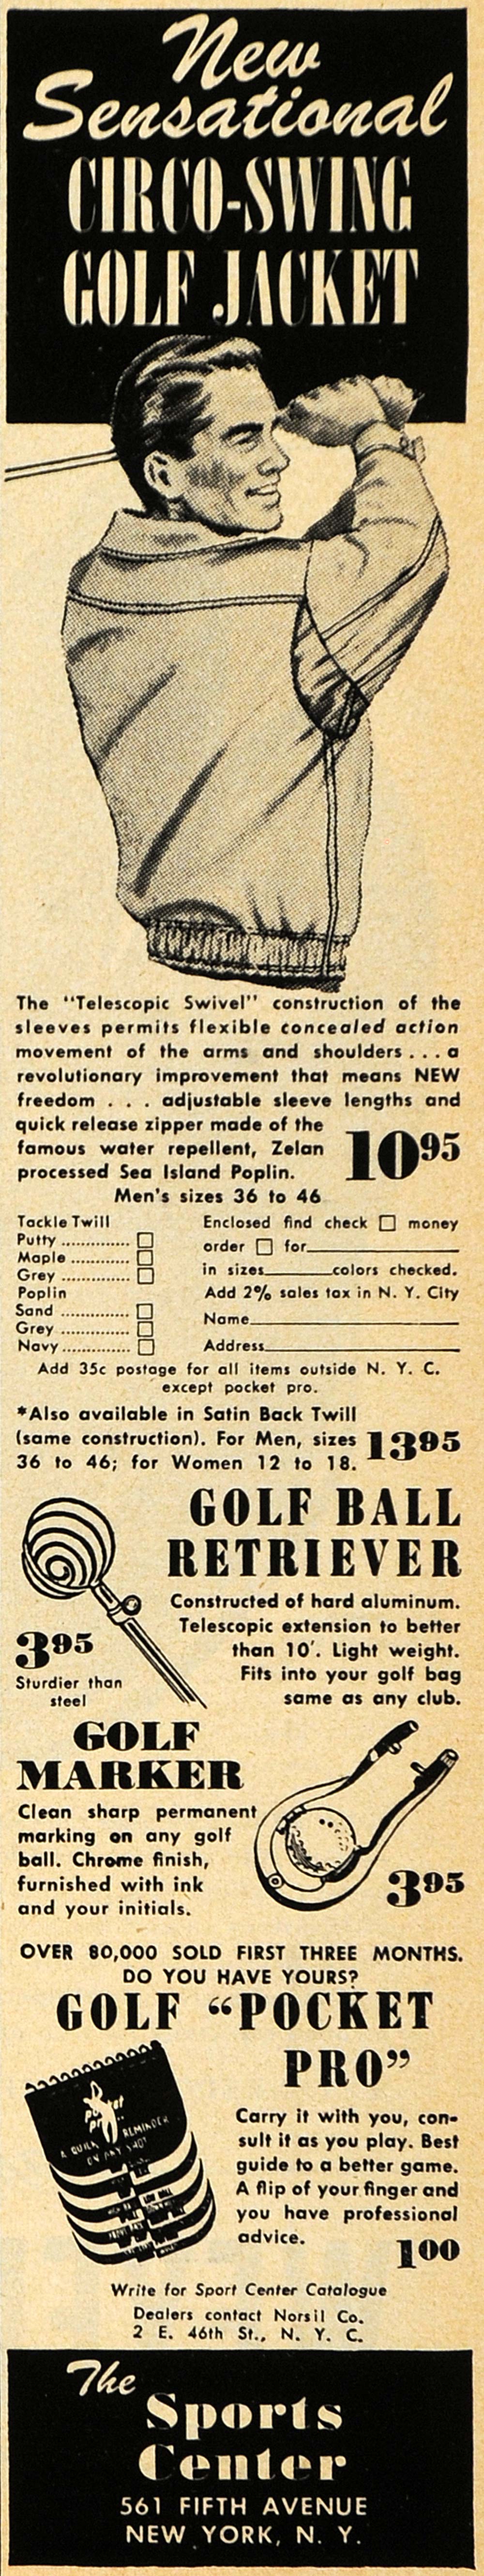 New
Sensational
CIRCO-SWING
GOLF JACKET
The "Telescopic Swivel" construction of the
sleeves permits flexible concealed action
movement of the arms and shoulders . . . a
revolutionary improvement that means NEW
freedom . . . adjustable sleeve lengths and
quick release zipper made of the
famous water repellent, Zelan
processed Sea Island Poplin.
10 95
Men's sizes 36 to 46
Tackle Twill
Putty ..............
Maple ............
Grey ..............
Poplin
Sand ..............
Grey ..............
Navy..............
Enclosed find check money
order for
in sizes colors checked.
Add 2% sales tax in N. Y. City
Name
Address
Add 35c postage for all items outside N. Y. C.
except pocket pro.
*Also available in Satin Back Twill
(same construction). For Men, sizes
36 to 46; for Women 12 to 18.
13 95
GOLF BALL
RETRIEVER
Constructed of hard aluminum.
Telescopic extension to better
than 10'. Light weight.
Fits into your golf bag
same as any club.
3 95
Sturdier than
steel
GOLF
MARKER
Clean sharp permanent
marking on any golf
ball. Chrome finish,
furnished with ink
and your initials.
3 95
OVER 80,000 SOLD FIRST THREE MONTHS.
DO YOU HAVE YOURS?
GOLF "POCKET
PRO"
A QUICK REMINDER
ON ANY SHOT
Carry it with you, con-
sult it as you play. Best
guide to a better game.
A flip of your finger and
you have professional
advice.
1 00
Write for Sport Center Catalogue
Dealers contact Norsil Co.
2 E. 46th St., N. Y. C.
The
Sports
Center
561 FIFTH AVENUE
NEW YORK, N. Y.